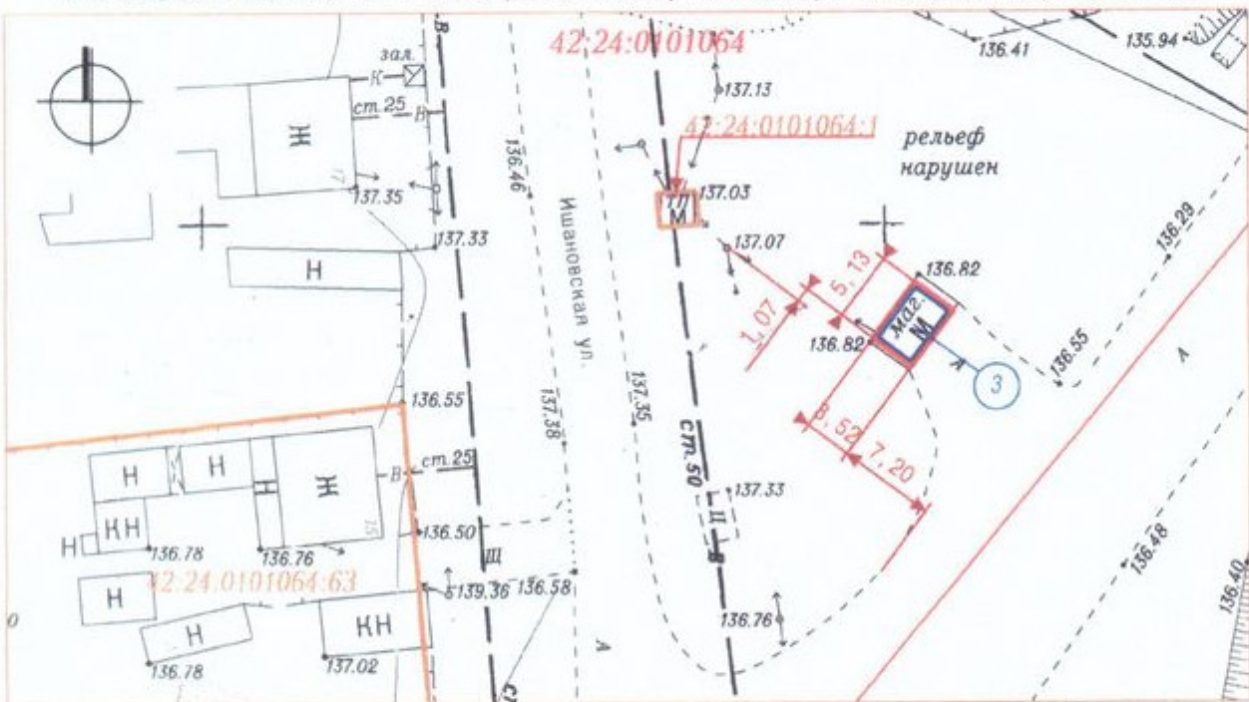 42:24:0101064
136.41
135.94
зал.
К
В
ст.25
В
Ж
17
137.35
137.13
42:24:0101064:1
рельеф
нарушен
136.46
ТП
М
137.03
137.33
Н
Ишановская ул.
137.07
136.29
5,13
136.82
маг.
М
1,07
136.82
136.55
А
А
3
136.55
137.38
137.35
ст.50
8,52
7,20
Н
Н
Н
Ж
15
В
ст.25
137.33
Ц
В
КН
Н
136.78
136.76
136.50
Щ
136.48
42:24:0101064:63
139.36
136.58
136.40
Н
Н
КН
136.76
А
0
136.78
137.02